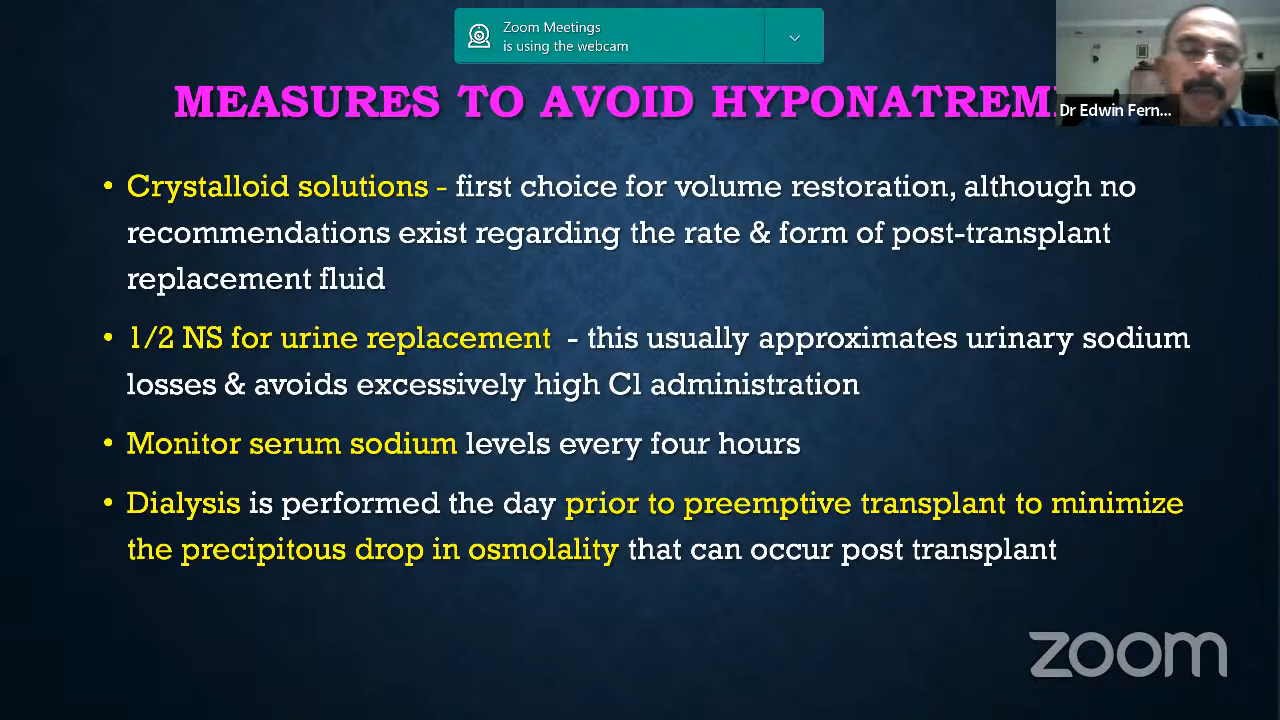 Zoom Meetings
is using the webcam
MEASURES TO AVOID HYPONATREM
Dr Edwin Fern...
• Crystalloid solutions - first choice for volume restoration, although no
recommendations exist regarding the rate & form of post-transplant
replacement fluid
• 1/2 NS for urine replacement - this usually approximates urinary sodium
losses & avoids excessively high Cl administration
• Monitor serum sodium levels every four hours
• Dialysis is performed the day prior to preemptive transplant to minimize
the precipitous drop in osmolality that can occur post transplant
zoom